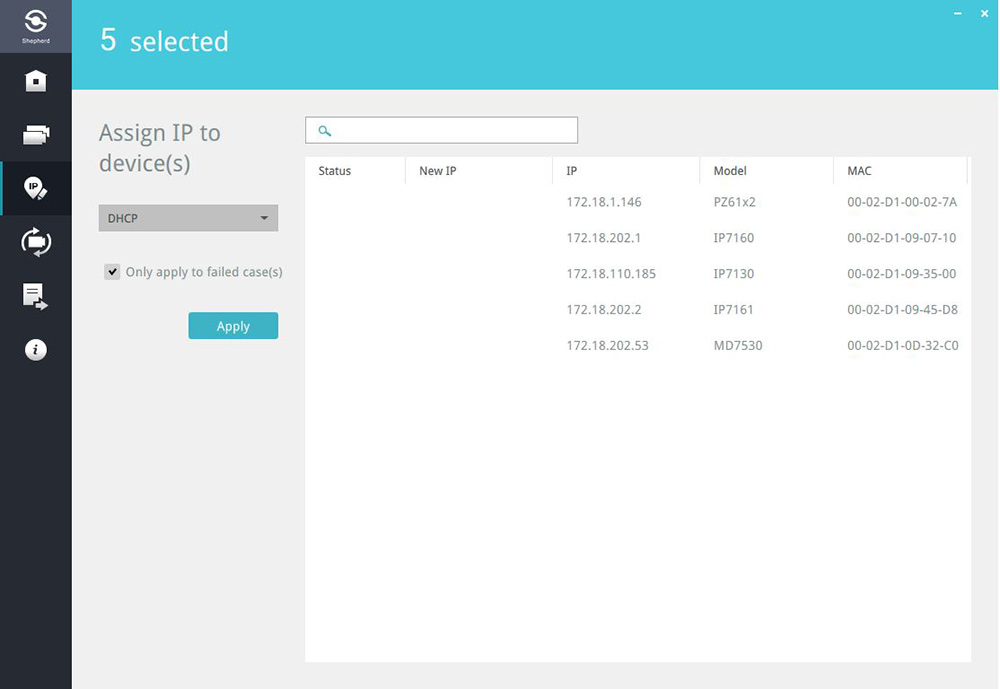 Shepherd
5 selected
Assign IP to
device(s)
DHCP
Only apply to failed case(s)
Apply
Status New IP IP Model MAC
172.18.1.146 PZ61x2 00-02-D1-00-02-7A
172.18.202.1 IP7160 00-02-D1-09-07-10
172.18.110.185 IP7130 00-02-D1-09-35-00
172.18.202.2 IP7161 00-02-D1-09-45-D8
172.18.202.53 MD7530 00-02-D1-0D-32-C0
IP
i